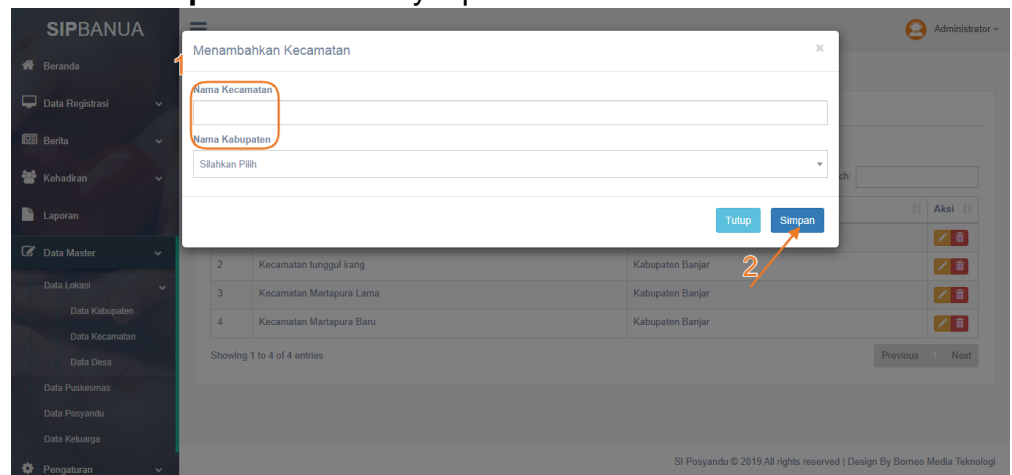 SIPBANUA
Administrator
Menambahkan Kecamatan
×
1
Beranda
Nama Kecamatan
Data Registrasi
Berita
Nama Kabupaten
Silahkan Pilih
Kehadiran
ch:
Laporan
Tutup Simpan
Aksi
Data Master
2
2 Kecamatan tunggul irang Kabupaten Banjar
Data Lokasi
3 Kecamatan Martapura Lama Kabupaten Banjar
Data Kabupaten
4 Kecamatan Martapura Baru Kabupaten Banjar
Data Kecamatan
Showing 1 to 4 of 4 entries
Previous 1 Next
Data Desa
Data Puskesmas
Data Posyandu
Data Keluarga
Pengaturan
SI Posyandu © 2019 All rights reserved | Design By Borneo Media Teknologi